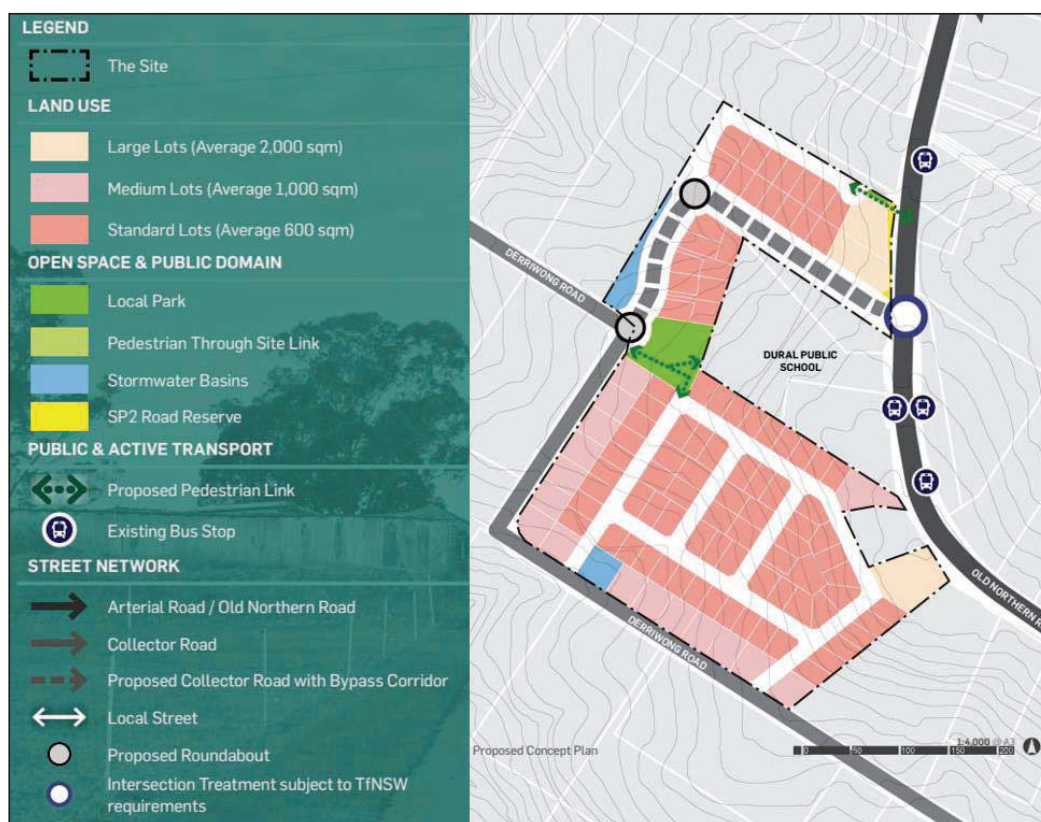 LEGEND
The Site
LAND USE
Large Lots (Average 2,000 sqm)
Medium Lots (Average 1,000 sqm)
Standard Lots (Average 600 sqm)
OPEN SPACE & PUBLIC DOMAIN
Local Park
Pedestrian Through Site Link
Stormwater Basins
SP2 Road Reserve
PUBLIC & ACTIVE TRANSPORT
Proposed Pedestrian Link
Existing Bus Stop
STREET NETWORK
Arterial Road / Old Northern Road
Collector Road
Proposed Collector Road with Bypass Corridor
Local Street
Proposed Roundabout
Intersection Treatment subject to TfNSW
requirements
DERRIWONG ROAD
DURAL PUBLIC
SCHOOL
OLD NORTHERN R
DERRIWONG ROAD
Proposed Concept Plan
1:4,000 @ A3
0 50 100 150 200